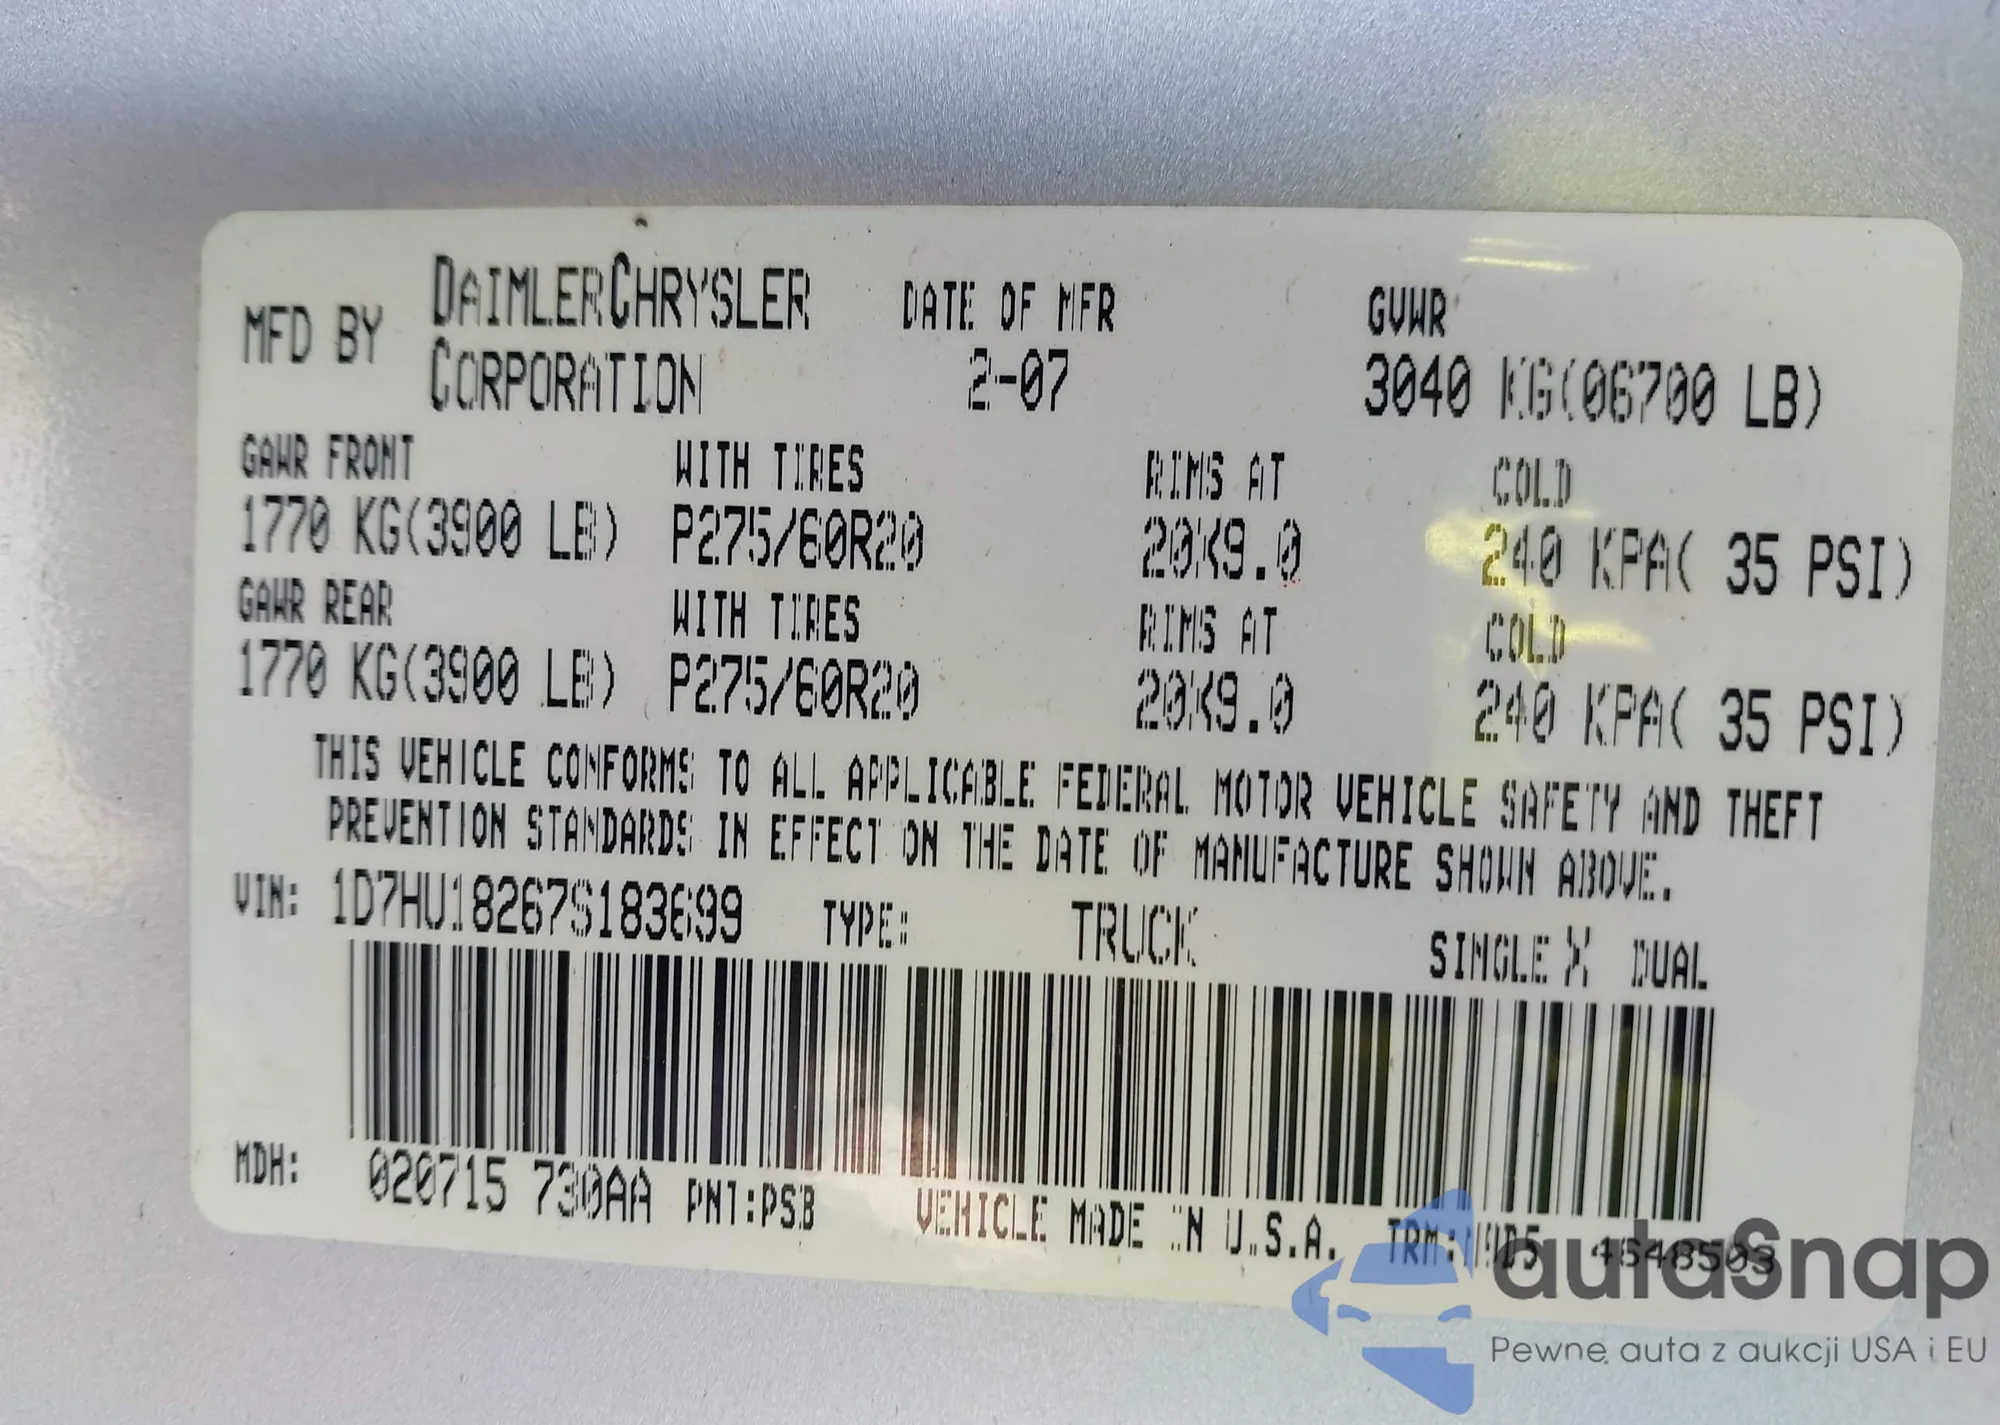 MFD BY DAIMLERCHRYSLER CORPORATION DATE OF MFR 2-07 GVWR 3040 KG(06700 LB)
GAWR FRONT WITH TIRES RIMS AT COLD
1770 KG(3900 LB) P275/60R20 20X9.0 240 KPA( 35 PSI)
GAWR REAR WITH TIRES RIMS AT COLD
1770 KG(3900 LB) P275/60R20 20X9.0 240 KPA( 35 PSI)
THIS VEHICLE CONFORMS TO ALL APPLICABLE FEDERAL MOTOR VEHICLE SAFETY AND THEFT
PREVENTION STANDARDS IN EFFECT ON THE DATE OF MANUFACTURE SHOWN ABOVE.
VIN: 1D7HU18267S183699 TYPE: TRUCK SINGLE X DUAL
MDH: 020715 730AA PNT:PSB VEHICLE MADE IN U.S.A. TRM: 4648503
autasnap
Pewne auta z aukcji USA i EU